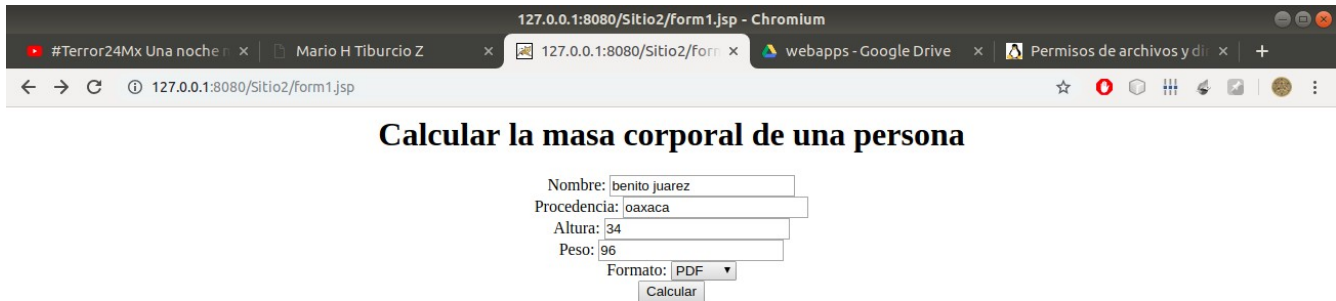 127.0.0.1:8080/Sitio2/form1.jsp - Chromium
#Terror24Mx Una noche Mario H Tiburcio Z 127.0.0.1:8080/Sitio2/form webapps - Google Drive Permisos de archivos y di
127.0.0.1:8080/Sitio2/form1.jsp
Calcular la masa corporal de una persona
Nombre: benito juarez
Procedencia: oaxaca
Altura: 34
Peso: 96
Formato: PDF
Calcular